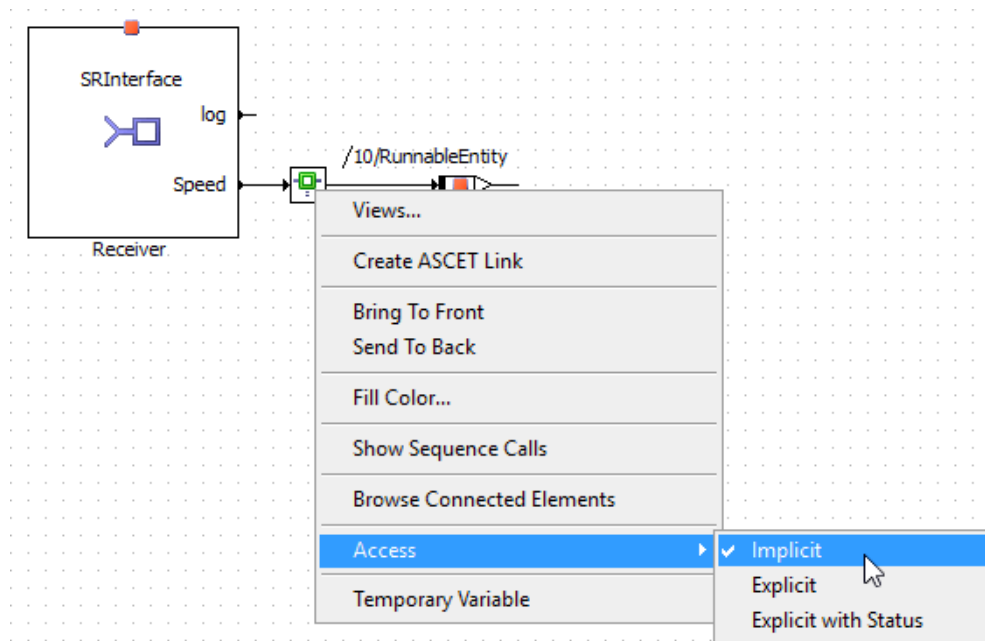 SRInterface
log
/10/RunnableEntity
Speed
Receiver
Views...
Create ASCET Link
Bring To Front
Send To Back
Fill Color...
Show Sequence Calls
Browse Connected Elements
Access
Implicit
Explicit
Temporary Variable
Explicit with Status